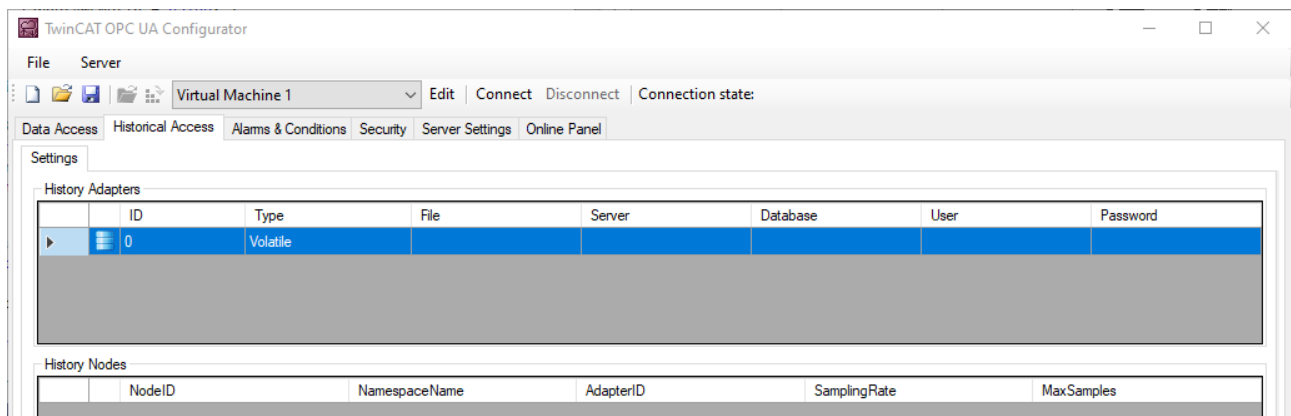 TwinCAT OPC UA Configurator
File Server
Virtual Machine 1 Edit Connect Disconnect Connection state:
Data Access Historical Access Alarms & Conditions Security Server Settings Online Panel
Settings
History Adapters
ID Type File Server Database User Password
0 Volatile
History Nodes
NodeID NamespaceName AdapterID SamplingRate MaxSamples